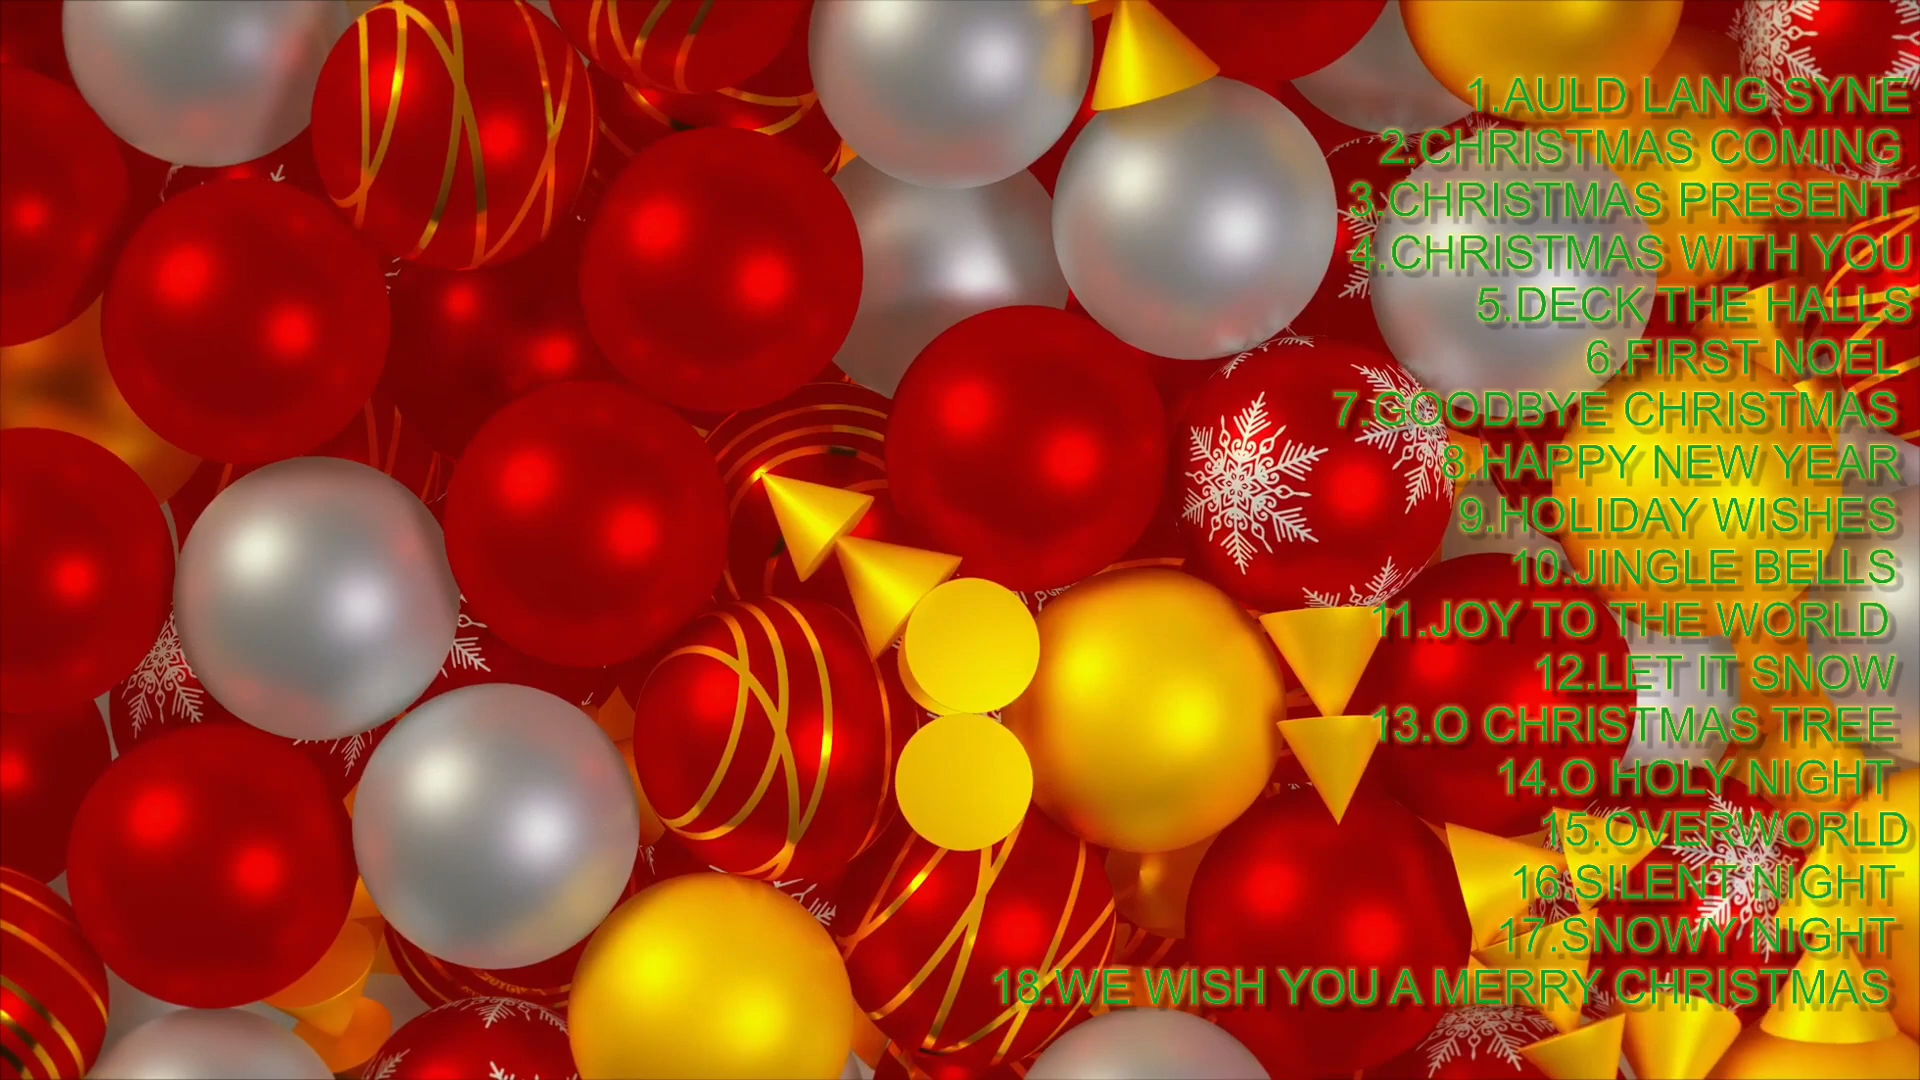 1.AULD LANG SYNE
2.CHRISTMAS COMING
3.CHRISTMAS PRESENT
4.CHRISTMAS WITH YOU
5.DECK THE HALLS
6.FIRST NOEL
7.GOODBYE CHRISTMAS
8.HAPPY NEW YEAR
9.HOLIDAY WISHES
10.JINGLE BELLS
11.JOY TO THE WORLD
12.LET IT SNOW
13.O CHRISTMAS TREE
14.O HOLY NIGHT
15.OVERWORLD
16.SILENT NIGHT
17.SNOWY NIGHT
18.WE WISH YOU A MERRY CHRISTMAS